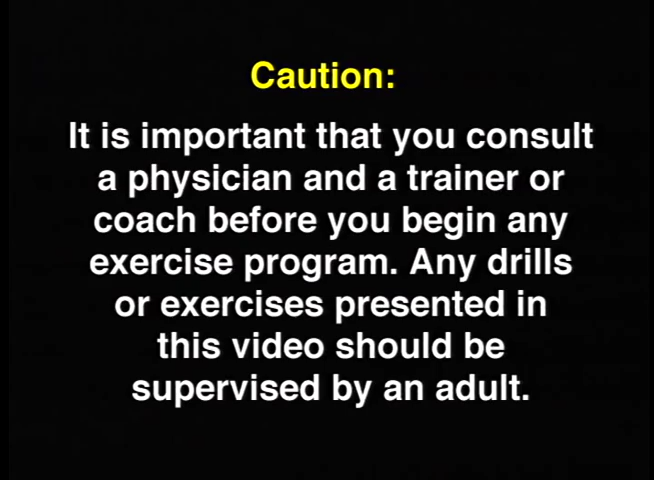 Caution:
It is important that you consult
a physician and a trainer or
coach before you begin any
exercise program. Any drills
or exercises presented in
this video should be
supervised by an adult.